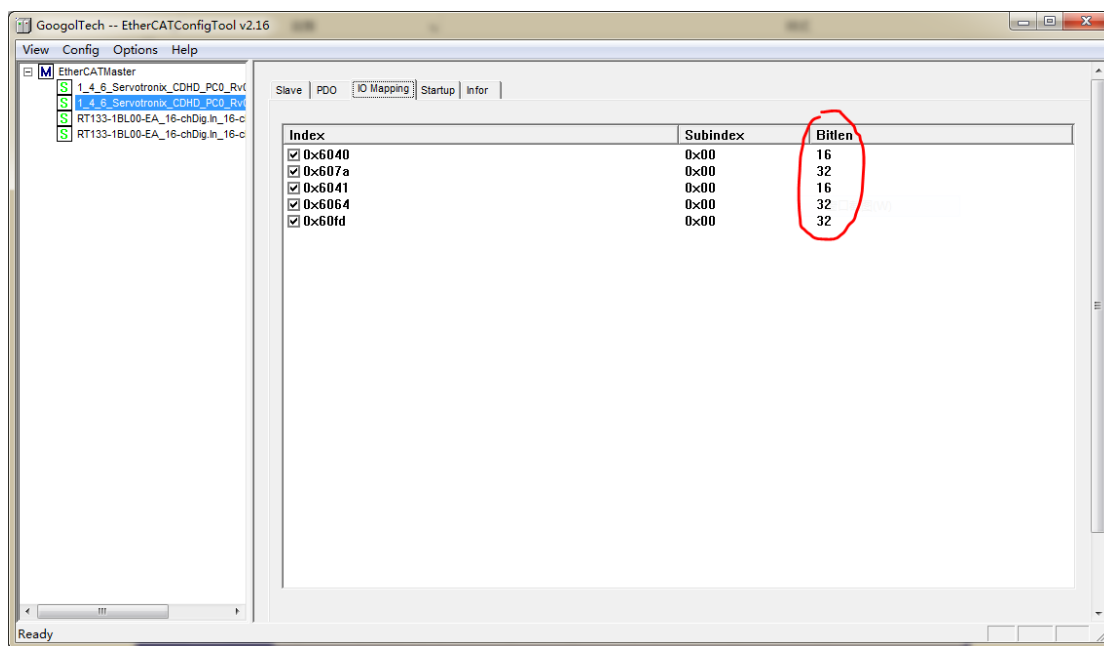 GoogolTech -- EtherCATConfigTool v2.16
View Config Options Help
EtherCATMaster
1_4_6_Servotronix_CDHD_PC0_Rv(
1_4_6_Servotronix_CDHD_PC0_Rv(
RT133-1BL00-EA_16-chDig.In_16-c
RT133-1BL00-EA_16-chDig.In_16-c
Slave PDO IO Mapping Startup Infor
Index Subindex Bitlen
0x6040 0x00 16
0x607a 0x00 32
0x6041 0x00 16
0x6064 0x00 32
0x60fd 0x00 32
Ready